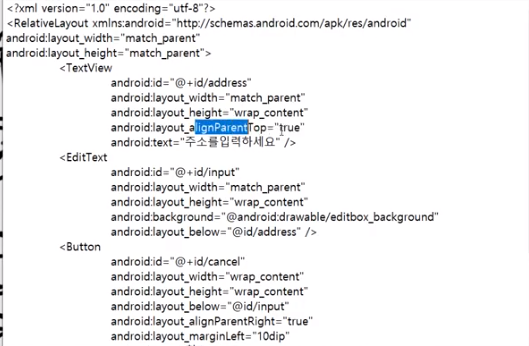 <?xml version="1.0" encoding="utf-8"?>
<RelativeLayout xmlns:android="http://schemas.android.com/apk/res/android"
android:layout_width="match_parent"
android:layout_height="match_parent">
<TextView
android:id="@+id/address"
android:layout_width="match_parent"
android:layout_height="wrap_content"
android:layout_alignParentTop="true"
android:text="주소를입력하세요" />
<EditText
android:id="@+id/input"
android:layout_width="match_parent"
android:layout_height="wrap_content"
android:background="@android:drawable/editbox_background"
android:layout_below="@id/address" />
<Button
android:id="@+id/cancel"
android:layout_width="wrap_content"
android:layout_height="wrap_content"
android:layout_below="@id/input"
android:layout_alignParentRight="true"
android:layout_marginLeft="10dip"